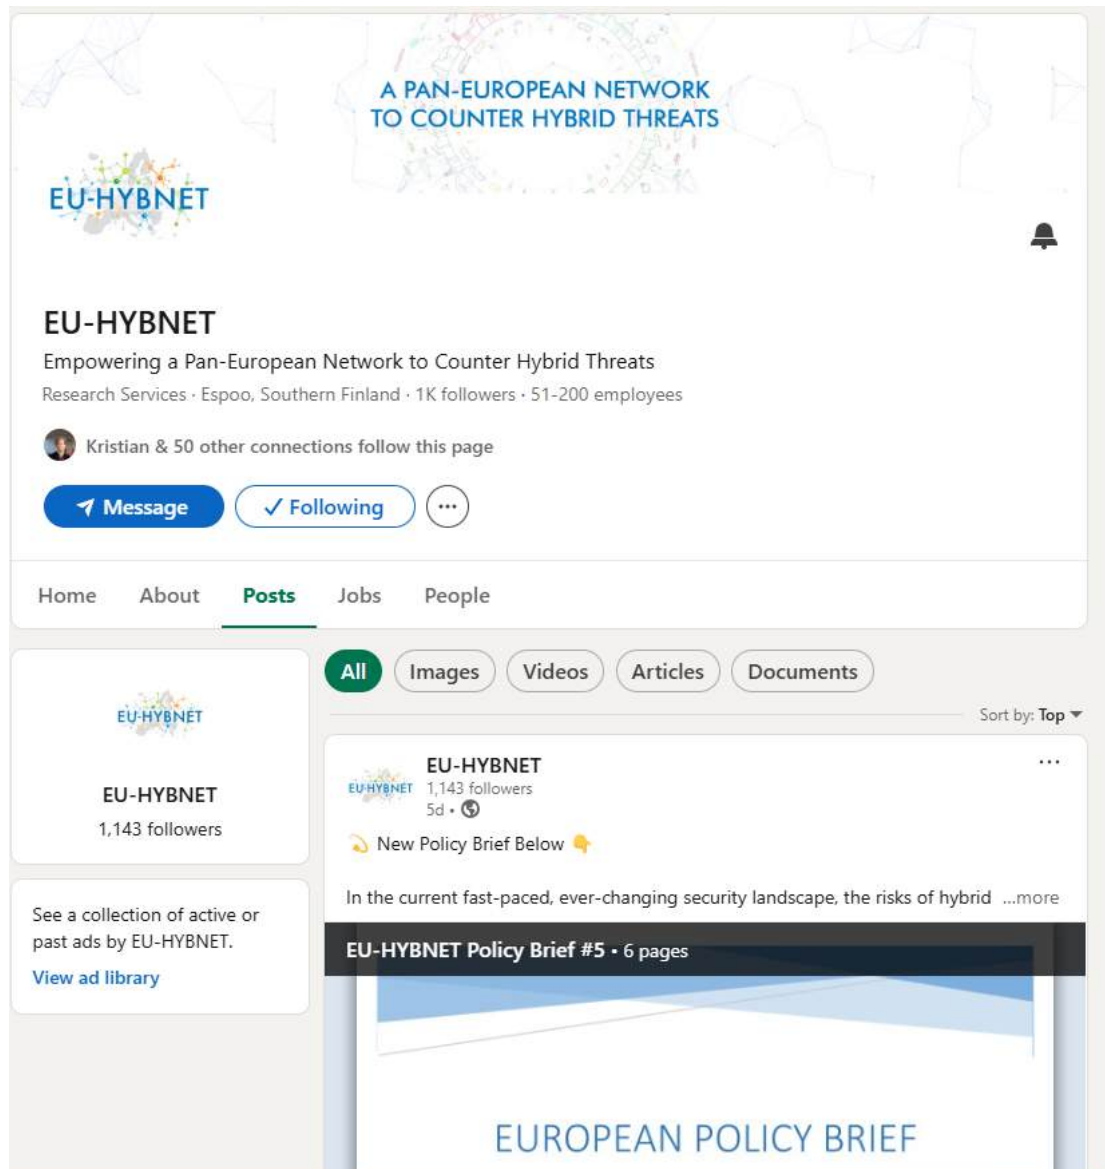 A PAN-EUROPEAN NETWORK
TO COUNTER HYBRID THREATS
EU-HYBNET
EU-HYBNET
Empowering a Pan-European Network to Counter Hybrid Threats
Research Services · Espoo, Southern Finland · 1K followers · 51-200 employees
Kristian & 50 other connections follow this page
Message
✓ Following
···
Home About Posts Jobs People
EU-HYBNET
EU-HYBNET
1,143 followers
See a collection of active or
past ads by EU-HYBNET.
View ad library
All Images Videos Articles Documents
Sort by: Top
EU-HYBNET
EU-HYBNET
1,143 followers
5d •
💫 New Policy Brief Below 👇
In the current fast-paced, ever-changing security landscape, the risks of hybrid ...more
EU-HYBNET Policy Brief #5 • 6 pages
EUROPEAN POLICY BRIEF